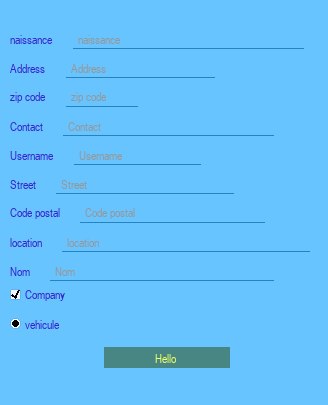 naissance naissance
Address Address
zip code zip code
Contact Contact
Username Username
Street Street
Code postal Code postal
location location
Nom Nom
Company
vehicule
Hello